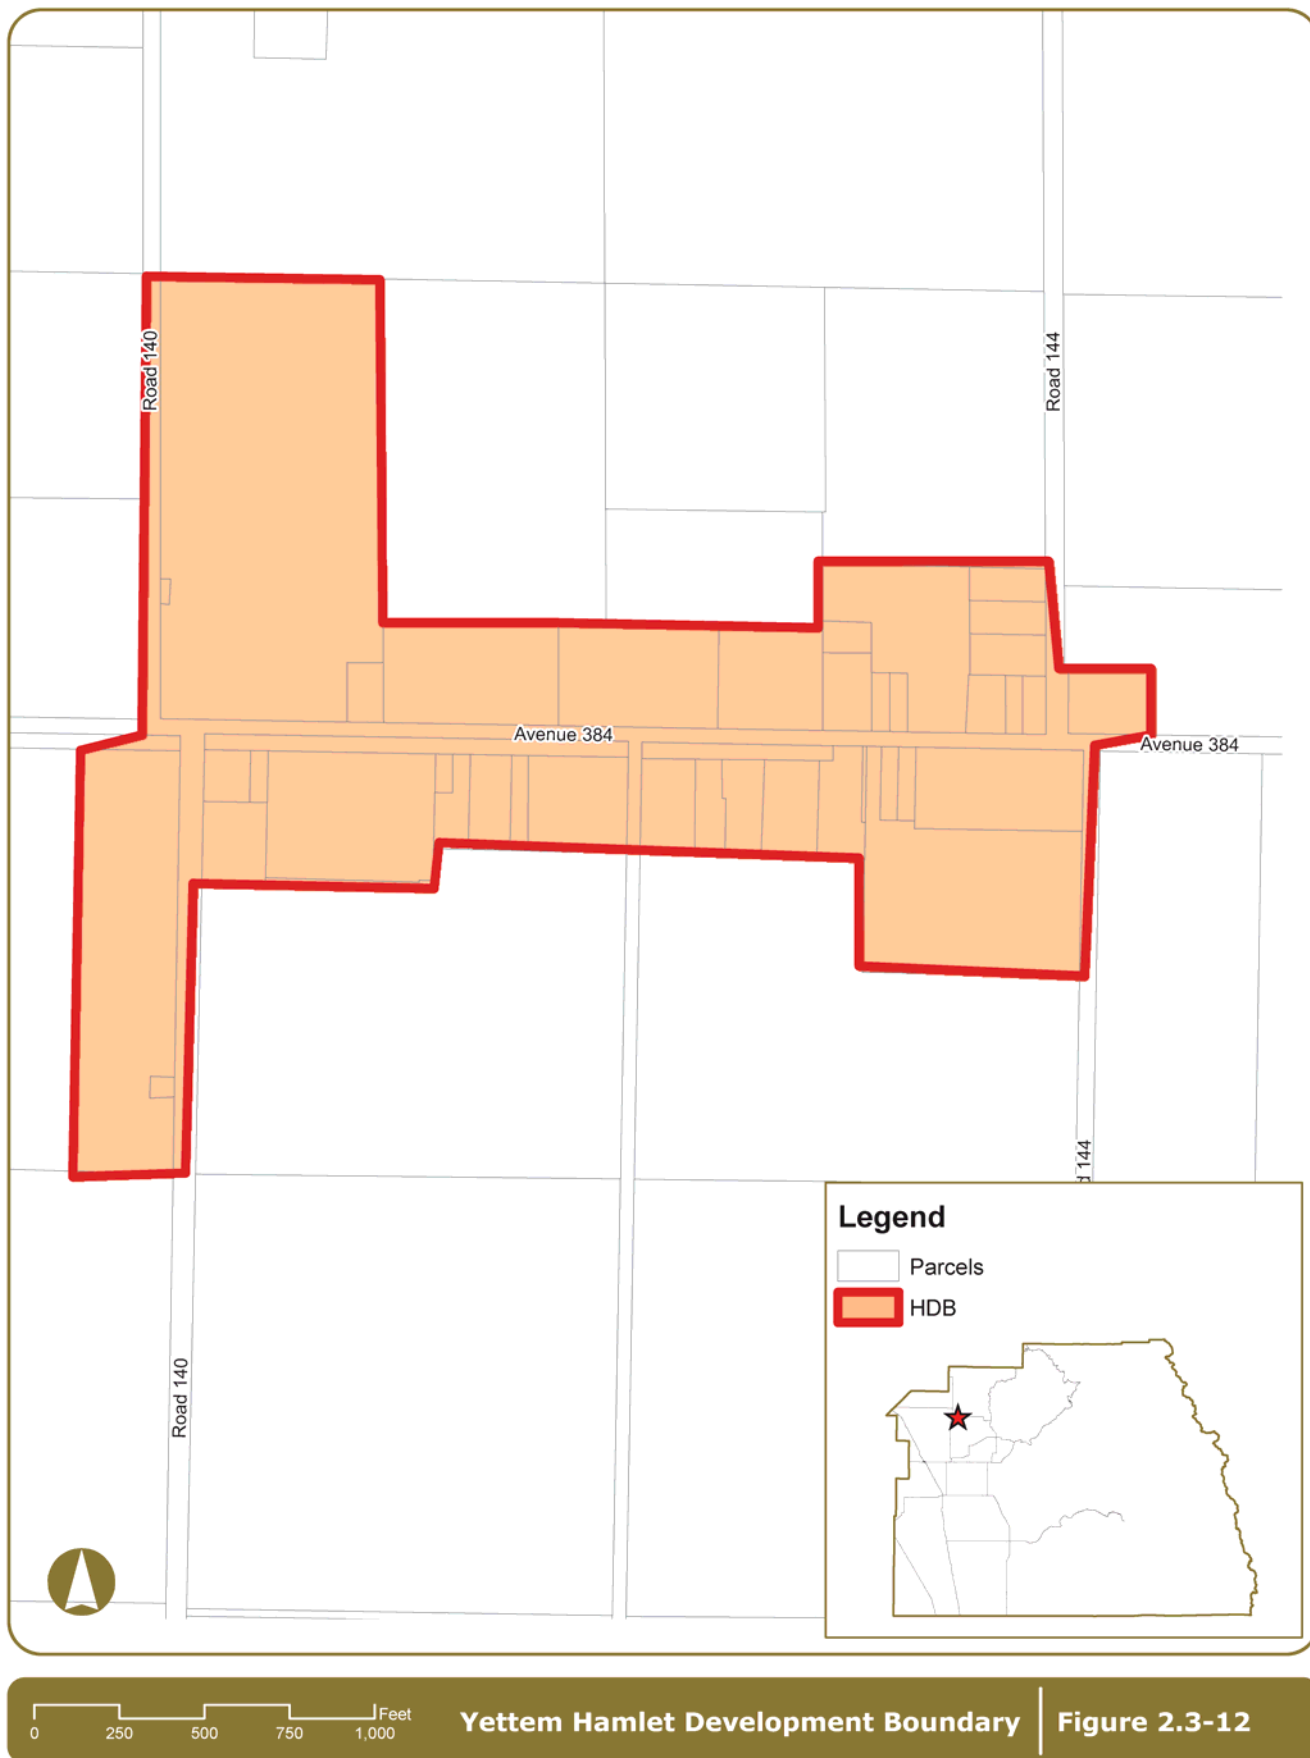 Road 140
Road 144
Avenue 384
Avenue 384
d 144
Legend
Parcels
HDB
Road 140
Feet
0 250 500 750 1,000
Yettem Hamlet Development Boundary
Figure 2.3-12